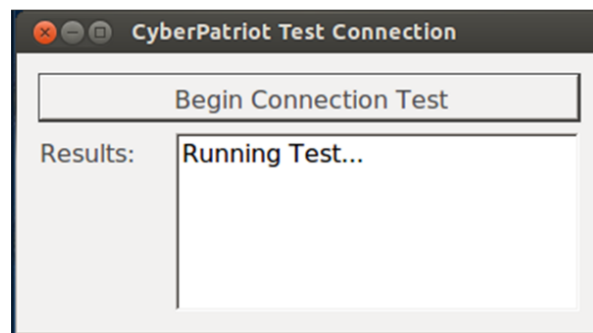 CyberPatriot Test Connection
Begin Connection Test
Results:
Running Test...